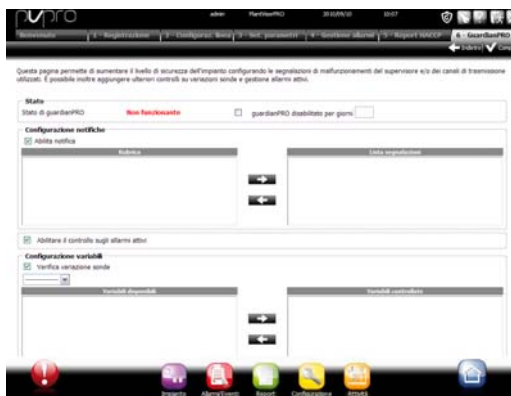 pvpro
admin PlantVisorPRO 2010/09/10 10:07
Benvenuto 1 - Registrazione 2 - Configuraz. linea 3 - Set. parametri 4 - Gestione allarmi 5 - Report HACCP 6 - GuardianPRO
Indietro
Questa pagina permette di aumentare il livello di sicurezza dell'impianto configurando le segnalazioni di malfunzionamenti del supervisore e/o dei canali di trasmissione
utilizzati. È possibile inoltre aggiungere ulteriori controlli su variazioni sonde e gestione allarmi attivi.
Stato
Stato di guardianPRO Non funzionante guardianPRO disabilitato per giorni
Configurazione notifiche
Abilita notifica
Rubrica Lista segnalazioni
Abilitare il controllo sugli allarmi attivi
Configurazione variabili
Verifica variazione sonde
Variabili disponibili Variabili controllate
Impianto Allarmi/Eventi Report Configurazione Attività